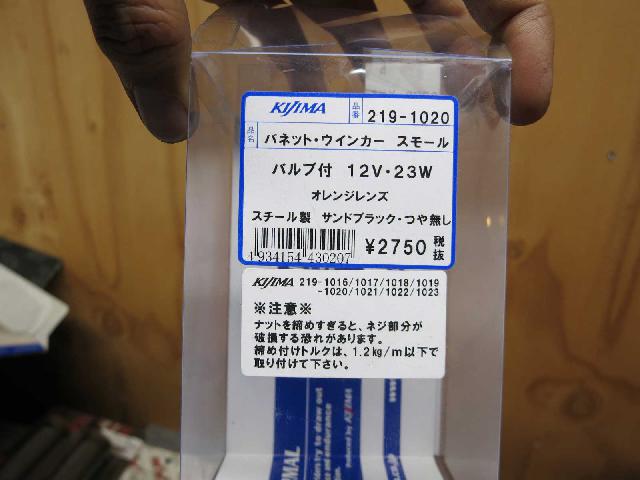 KIJIMA 品番 219-1020
品名 バネット・ウインカー スモール
バルブ付 12V・23W
オレンジレンズ
スチール製 サンドブラック・つや無し
¥2750 税抜
1934154 430207
KIJIMA 219-1016/1017/1018/1019
-1020/1021/1022/1023
※注意※
ナットを締めすぎると、ネジ部分が
破損する恐れがあります。
締め付けトルクは、1.2kg/m以下で
取り付けて下さい。